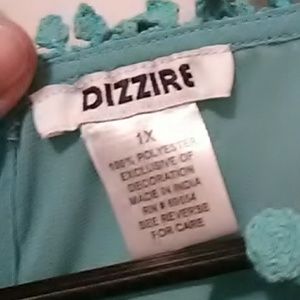 DIZZIRE
1X
100% POLYESTER
EXCLUSIVE OF
DECORATION
MADE IN INDIA
RN #
SEE REVERSE
FOR CARE